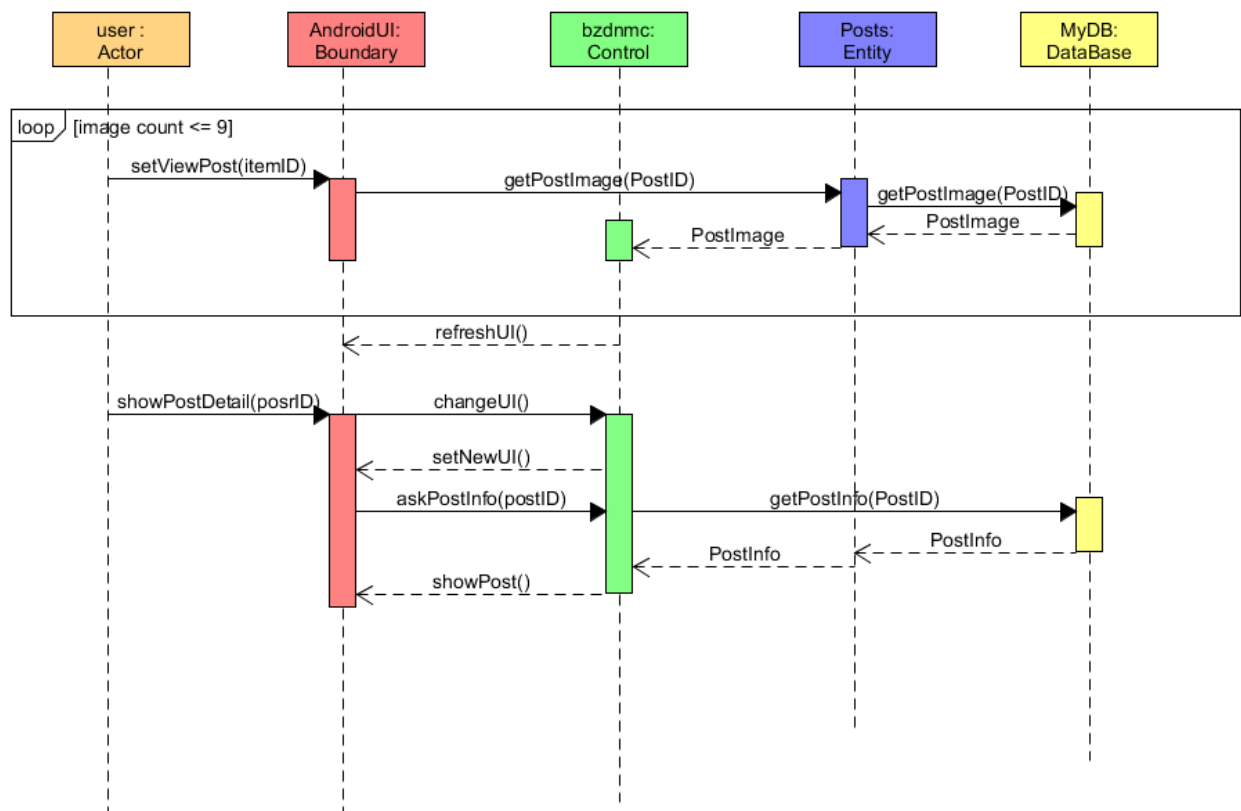 user :
Actor
AndroidUI:
Boundary
bzdnmc:
Control
Posts:
Entity
MyDB:
DataBase
loop [image count <= 9]
setViewPost(itemID)
getPostImage(PostID)
getPostImage(PostID)
PostImage
PostImage
refreshUI()
showPostDetail(posrID)
changeUI()
setNewUI()
askPostInfo(postID)
getPostInfo(PostID)
PostInfo
PostInfo
showPost()